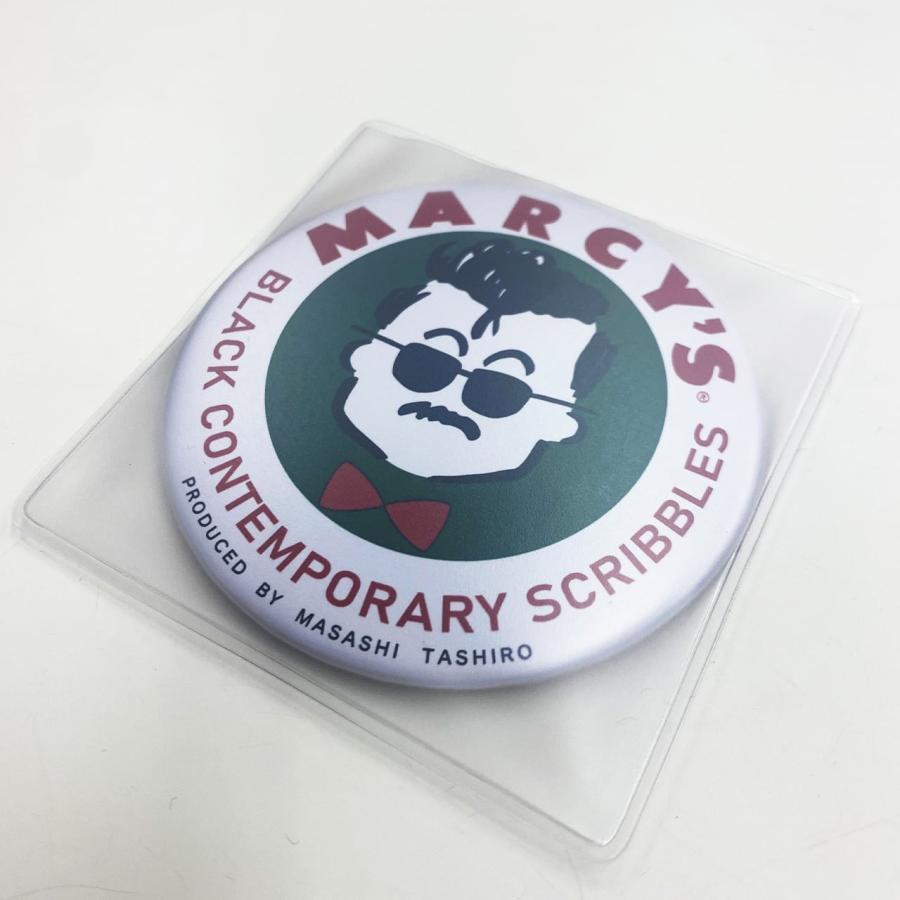 MARCY'S®
BLACK CONTEMPORARY SCRIBBLES
PRODUCED BY MASASHI TASHIRO